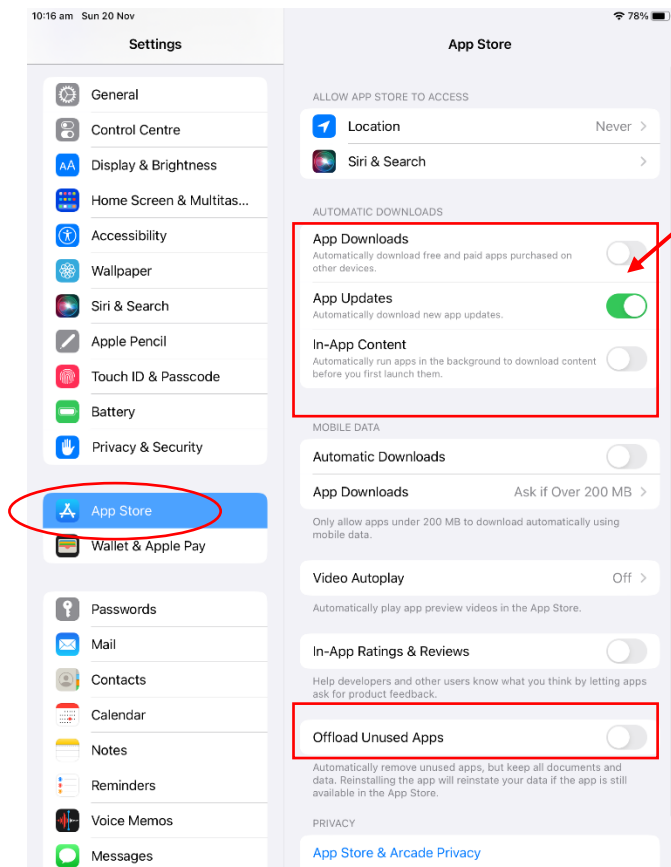 10:16 am Sun 20 Nov
78%
Settings
General
Control Centre
AA Display & Brightness
Home Screen & Multitas...
Accessibility
Wallpaper
Siri & Search
Apple Pencil
Touch ID & Passcode
Battery
Privacy & Security
App Store
Wallet & Apple Pay
Passwords
Mail
Contacts
Calendar
Notes
Reminders
Voice Memos
Messages
App Store
ALLOW APP STORE TO ACCESS
Location Never
Siri & Search
AUTOMATIC DOWNLOADS
App Downloads
Automatically download free and paid apps purchased on
other devices.
App Updates
Automatically download new app updates.
In-App Content
Automatically run apps in the background to download content
before you first launch them.
MOBILE DATA
Automatic Downloads
App Downloads Ask if Over 200 MB
Only allow apps under 200 MB to download automatically using
mobile data.
Video Autoplay Off
Automatically play app preview videos in the App Store.
In-App Ratings & Reviews
Help developers and other users know what you think by letting apps
ask for product feedback.
Offload Unused Apps
Automatically remove unused apps, but keep all documents and
data. Reinstalling the app will reinstate your data if the app is still
available in the App Store.
PRIVACY
App Store & Arcade Privacy